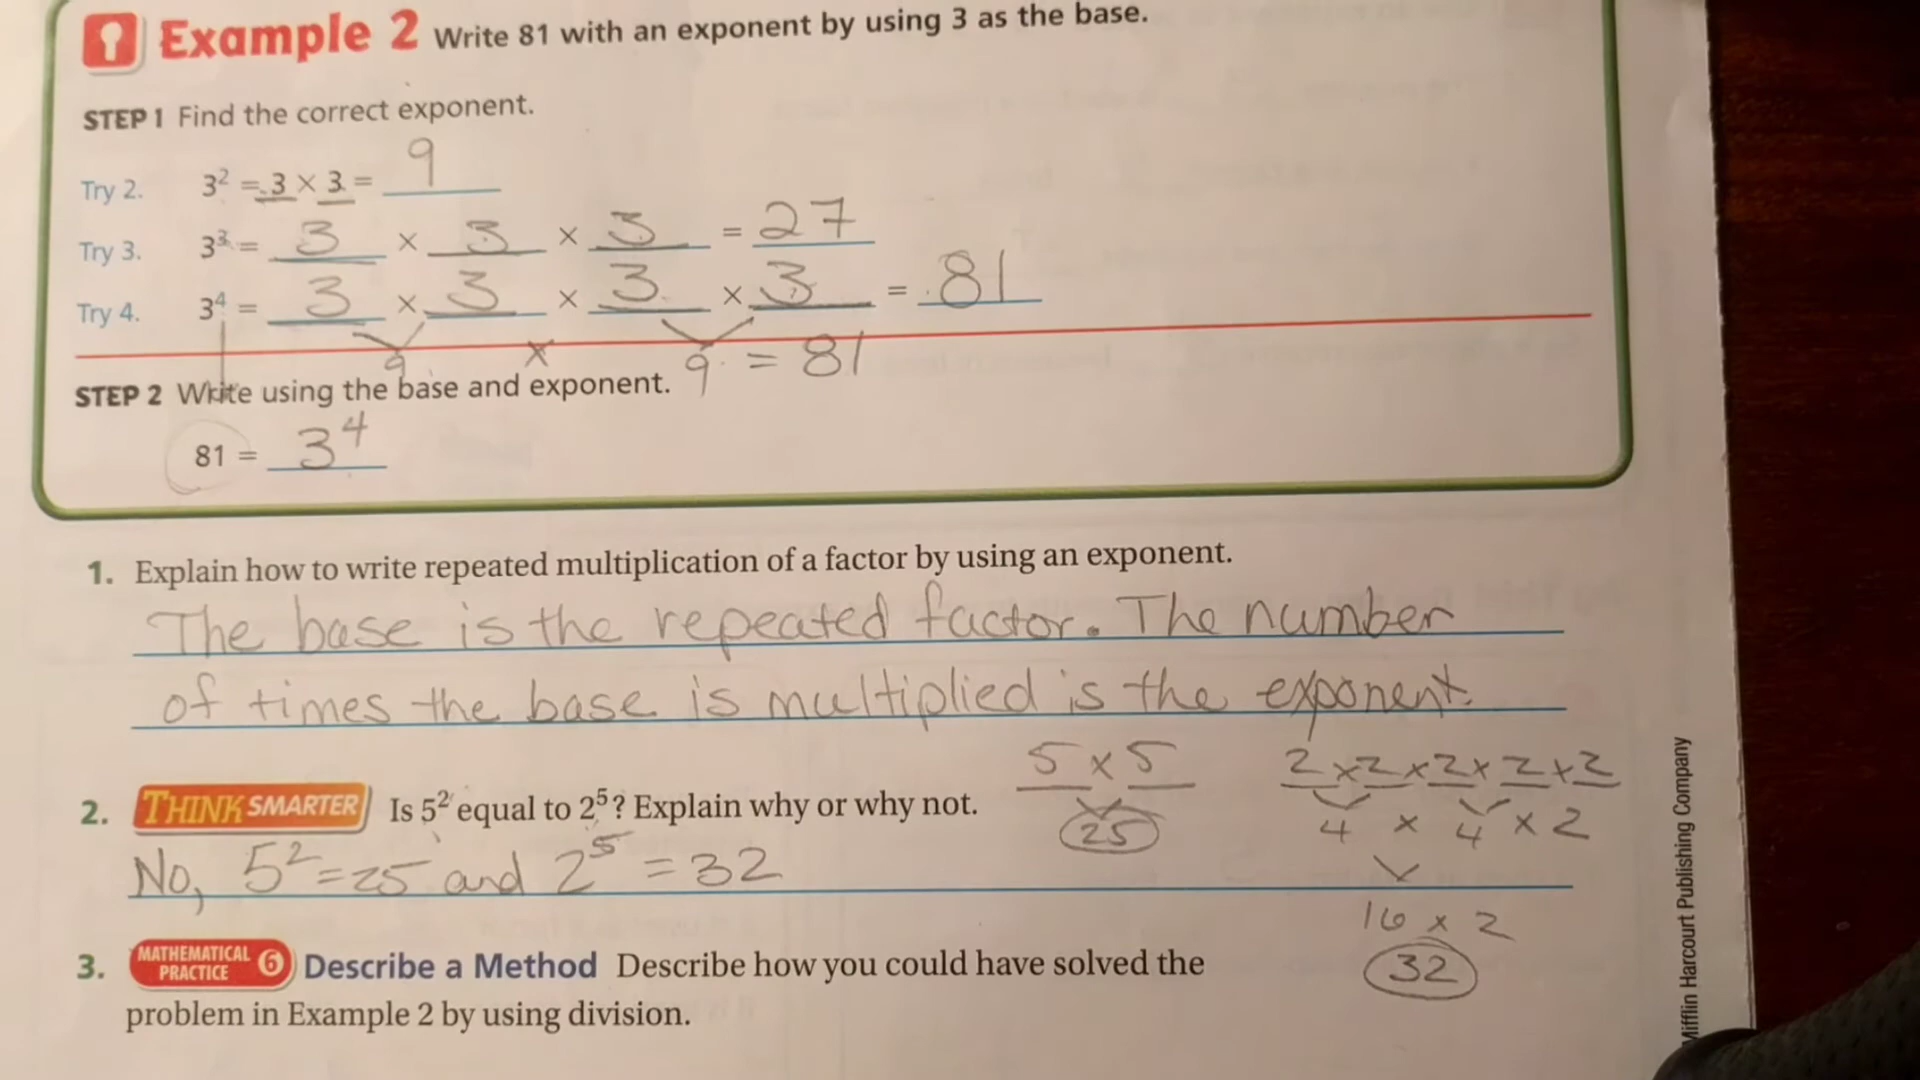 Example 2 Write 81 with an exponent by using 3 as the base.
STEP 1 Find the correct exponent.
Try 2. 3² = 3 × 3 = 9
Try 3. 3³ = 3 × 3 × 3 = 27
Try 4. 3⁴ = 3 × 3 × 3 × 3 = 81
9 × 9 = 81
STEP 2 Write using the base and exponent.
81 = 3⁴
1. Explain how to write repeated multiplication of a factor by using an exponent.
The base is the repeated factor. The number
of times the base is multiplied is the exponent.
5 × 5
25
2 × 2 × 2 × 2 × 2
4 × 4 × 2
16 × 2
32
2. THINK SMARTER Is 5² equal to 2⁵? Explain why or why not.
No, 5² = 25 and 2⁵ = 32
3. MATHEMATICAL PRACTICE 6 Describe a Method Describe how you could have solved the
problem in Example 2 by using division.
Mifflin Harcourt Publishing Company